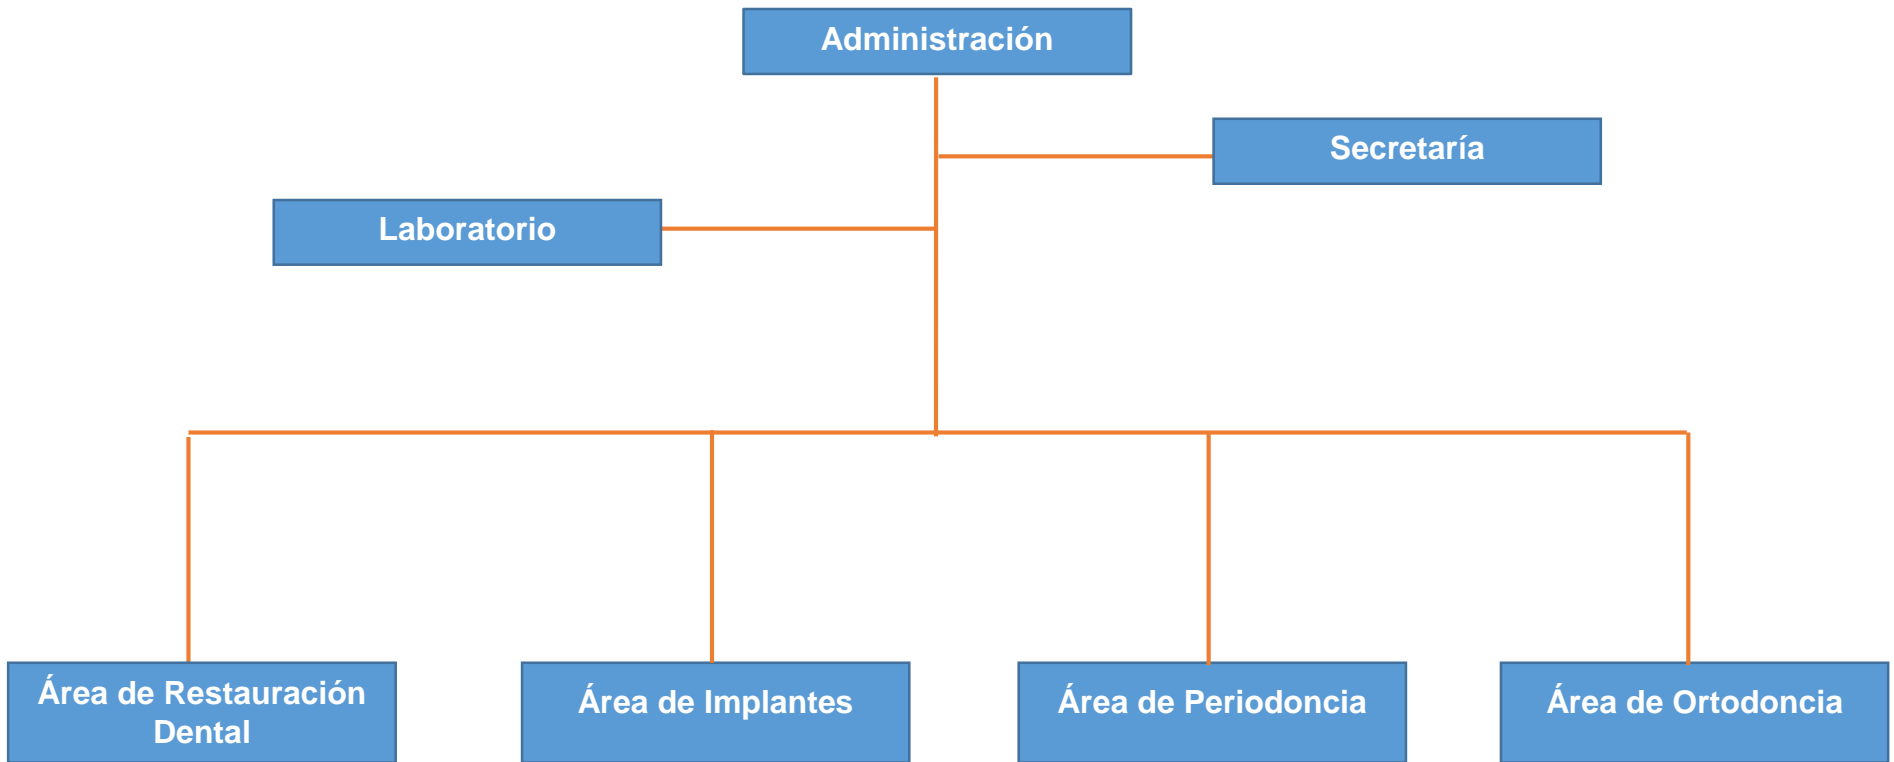 Administración
Secretaría
Laboratorio
Área de Restauración
Dental
Área de Implantes
Área de Periodoncia
Área de Ortodoncia